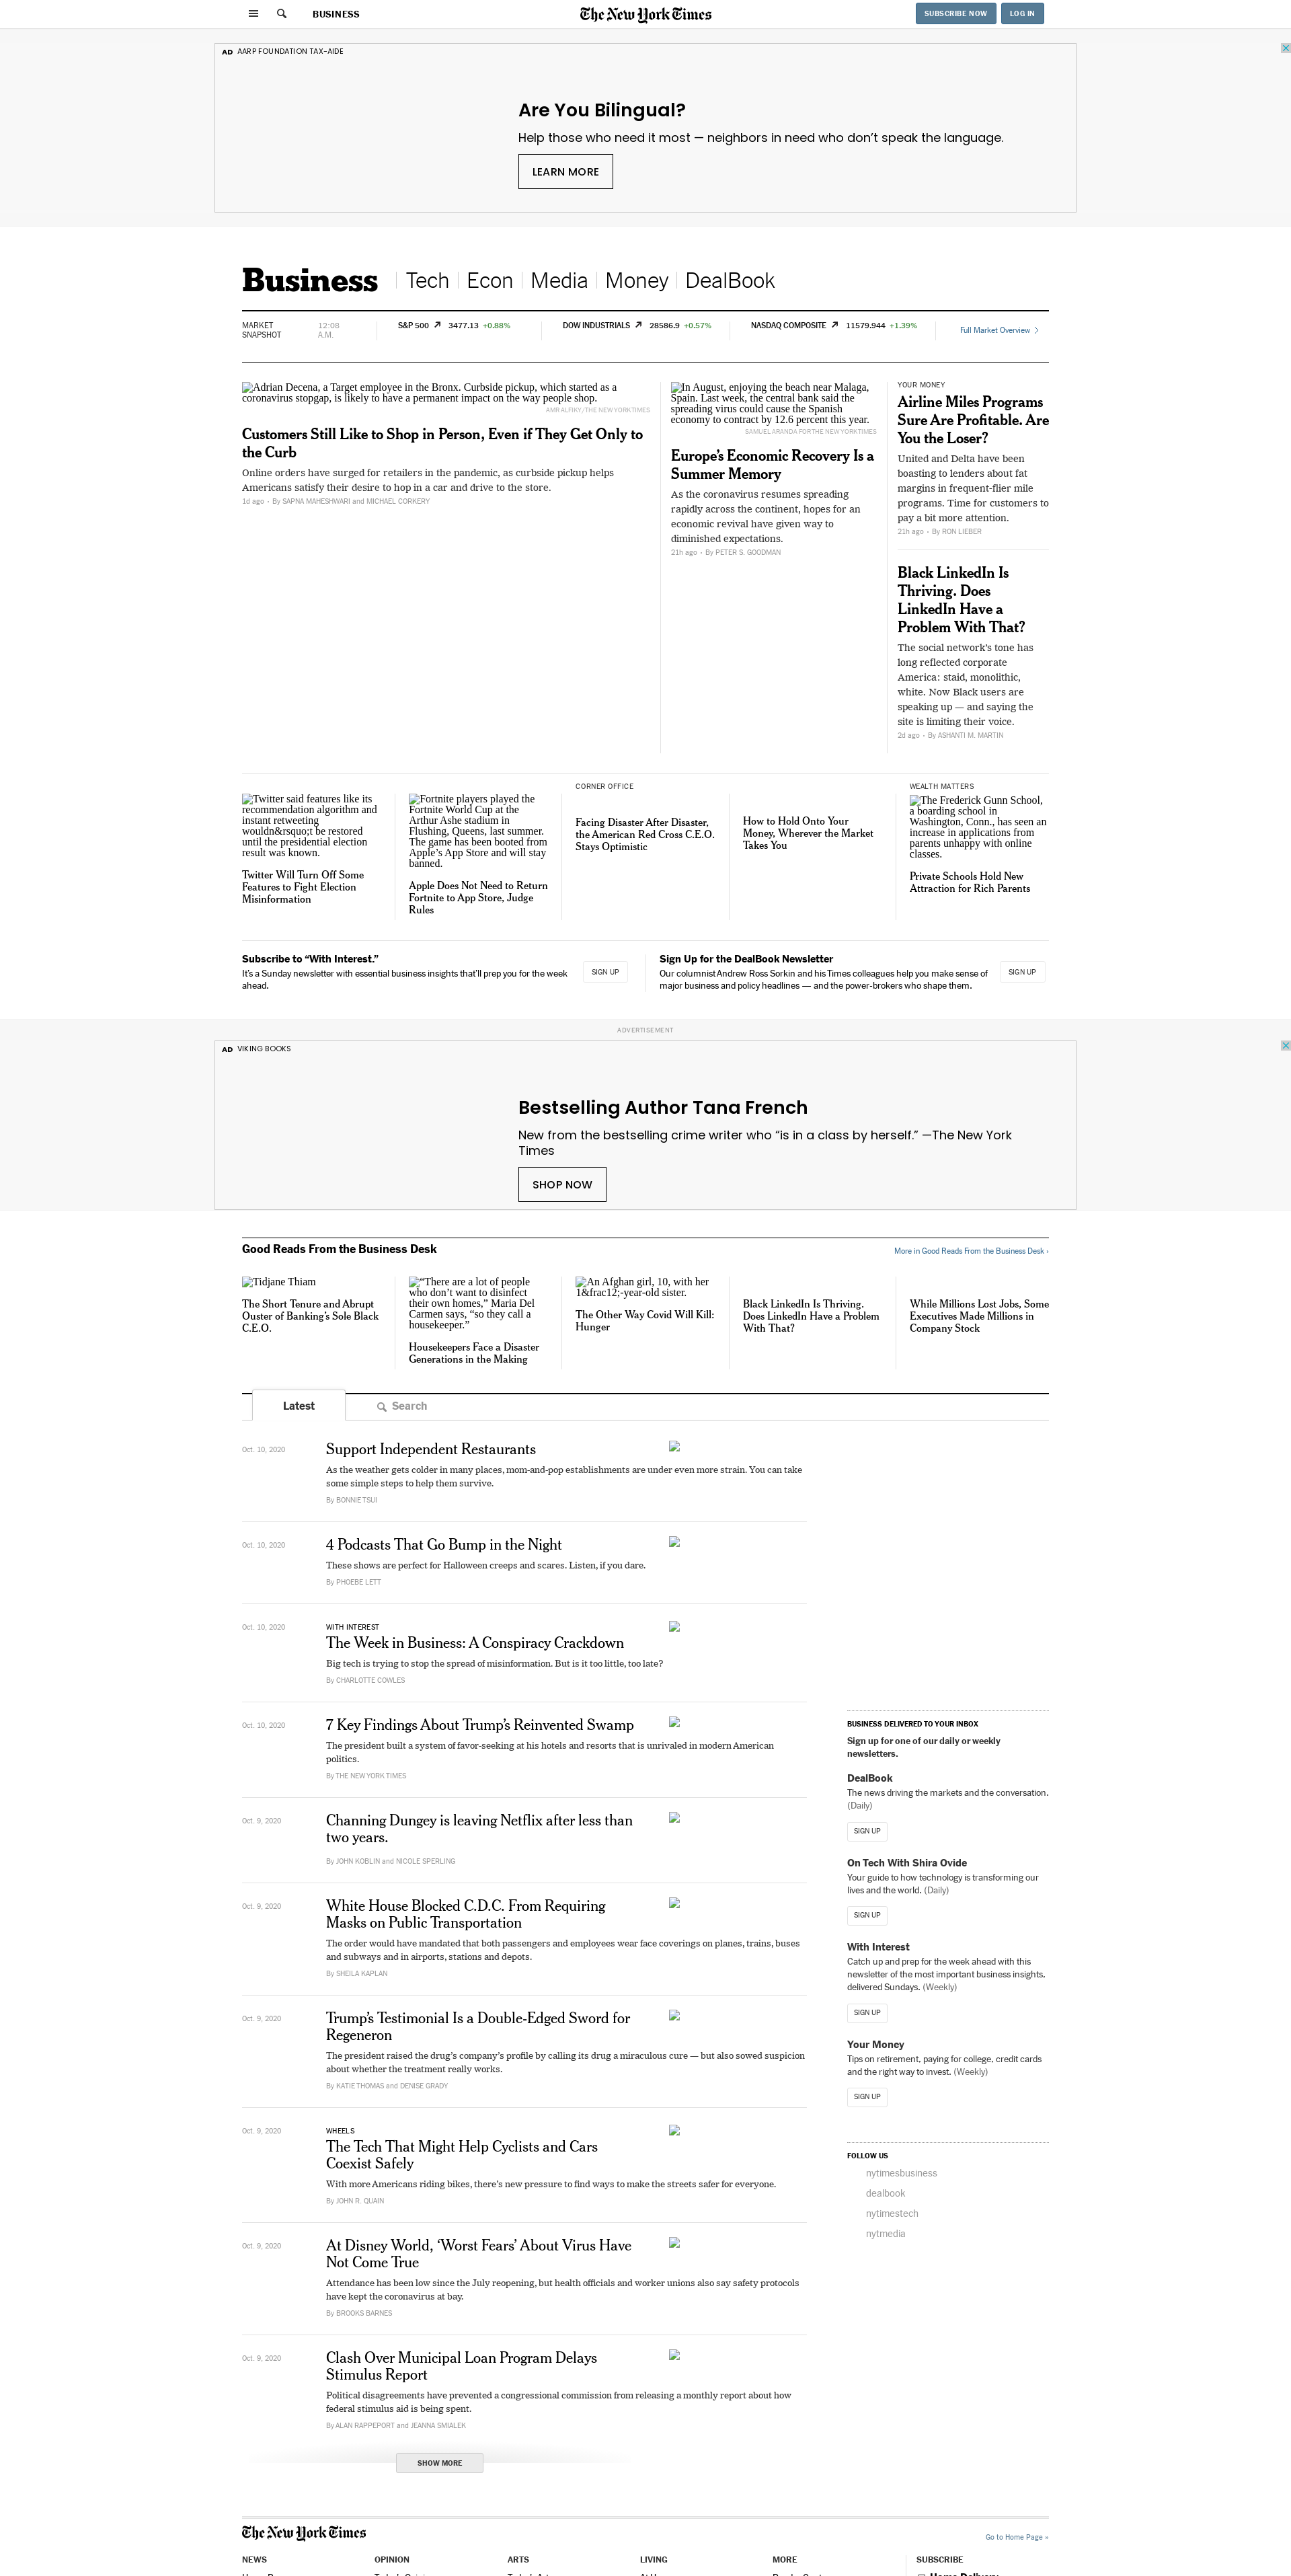 BUSINESS
The New York Times
SUBSCRIBE NOW
LOG IN
AD AARP FOUNDATION TAX-AIDE
Are You Bilingual?
Help those who need it most — neighbors in need who don’t speak the language.
LEARN MORE
Business
Tech
Econ
Media
Money
DealBook
MARKET
SNAPSHOT
12:08
A.M.
S&P 500 3477.13 +0.88%
DOW INDUSTRIALS 28586.9 +0.57%
NASDAQ COMPOSITE 11579.944 +1.39%
Full Market Overview
Adrian Decena, a Target employee in the Bronx. Curbside pickup, which started as a
coronavirus stopgap, is likely to have a permanent impact on the way people shop.
AMR ALFIKY/THE NEW YORK TIMES
Customers Still Like to Shop in Person, Even if They Get Only to
the Curb
Online orders have surged for retailers in the pandemic, as curbside pickup helps
Americans satisfy their desire to hop in a car and drive to the store.
1d ago • By SAPNA MAHESHWARI and MICHAEL CORKERY
In August, enjoying the beach near Malaga,
Spain. Last week, the central bank said the
spreading virus could cause the Spanish
economy to contract by 12.6 percent this year.
SAMUEL ARANDA FOR THE NEW YORK TIMES
Europe’s Economic Recovery Is a
Summer Memory
As the coronavirus resumes spreading
rapidly across the continent, hopes for an
economic revival have given way to
diminished expectations.
21h ago • By PETER S. GOODMAN
YOUR MONEY
Airline Miles Programs
Sure Are Profitable. Are
You the Loser?
United and Delta have been
boasting to lenders about fat
margins in frequent-flier mile
programs. Time for customers to
pay a bit more attention.
21h ago • By RON LIEBER
Black LinkedIn Is
Thriving. Does
LinkedIn Have a
Problem With That?
The social network’s tone has
long reflected corporate
America: staid, monolithic,
white. Now Black users are
speaking up — and saying the
site is limiting their voice.
2d ago • By ASHANTI M. MARTIN
Twitter said features like its
recommendation algorithm and
instant retweeting
wouldn&rsquo;t be restored
until the presidential election
result was known.
Twitter Will Turn Off Some
Features to Fight Election
Misinformation
Fortnite players played the
Fortnite World Cup at the
Arthur Ashe stadium in
Flushing, Queens, last summer.
The game has been booted from
Apple’s App Store and will stay
banned.
Apple Does Not Need to Return
Fortnite to App Store, Judge
Rules
CORNER OFFICE
Facing Disaster After Disaster,
the American Red Cross C.E.O.
Stays Optimistic
How to Hold Onto Your
Money, Wherever the Market
Takes You
WEALTH MATTERS
The Frederick Gunn School,
a boarding school in
Washington, Conn., has seen an
increase in applications from
parents unhappy with online
classes.
Private Schools Hold New
Attraction for Rich Parents
Subscribe to “With Interest.”
It’s a Sunday newsletter with essential business insights that’ll prep you for the week
ahead.
SIGN UP
Sign Up for the DealBook Newsletter
Our columnist Andrew Ross Sorkin and his Times colleagues help you make sense of
major business and policy headlines — and the power-brokers who shape them.
SIGN UP
ADVERTISEMENT
AD VIKING BOOKS
Bestselling Author Tana French
New from the bestselling crime writer who “is in a class by herself.” —The New York
Times
SHOP NOW
Good Reads From the Business Desk
More in Good Reads From the Business Desk ›
Tidjane Thiam
The Short Tenure and Abrupt
Ouster of Banking’s Sole Black
C.E.O.
“There are a lot of people
who don’t want to disinfect
their own homes,” Maria Del
Carmen says, “so they call a
housekeeper.”
Housekeepers Face a Disaster
Generations in the Making
An Afghan girl, 10, with her
1&frac12;-year-old sister.
The Other Way Covid Will Kill:
Hunger
Black LinkedIn Is Thriving.
Does LinkedIn Have a Problem
With That?
While Millions Lost Jobs, Some
Executives Made Millions in
Company Stock
Latest
Search
Oct. 10, 2020
Support Independent Restaurants
As the weather gets colder in many places, mom-and-pop establishments are under even more strain. You can take
some simple steps to help them survive.
By BONNIE TSUI
Oct. 10, 2020
4 Podcasts That Go Bump in the Night
These shows are perfect for Halloween creeps and scares. Listen, if you dare.
By PHOEBE LETT
Oct. 10, 2020
WITH INTEREST
The Week in Business: A Conspiracy Crackdown
Big tech is trying to stop the spread of misinformation. But is it too little, too late?
By CHARLOTTE COWLES
Oct. 10, 2020
7 Key Findings About Trump’s Reinvented Swamp
The president built a system of favor-seeking at his hotels and resorts that is unrivaled in modern American
politics.
By THE NEW YORK TIMES
Oct. 9, 2020
Channing Dungey is leaving Netflix after less than
two years.
By JOHN KOBLIN and NICOLE SPERLING
Oct. 9, 2020
White House Blocked C.D.C. From Requiring
Masks on Public Transportation
The order would have mandated that both passengers and employees wear face coverings on planes, trains, buses
and subways and in airports, stations and depots.
By SHEILA KAPLAN
Oct. 9, 2020
Trump’s Testimonial Is a Double-Edged Sword for
Regeneron
The president raised the drug’s company’s profile by calling its drug a miraculous cure — but also sowed suspicion
about whether the treatment really works.
By KATIE THOMAS and DENISE GRADY
Oct. 9, 2020
WHEELS
The Tech That Might Help Cyclists and Cars
Coexist Safely
With more Americans riding bikes, there’s new pressure to find ways to make the streets safer for everyone.
By JOHN R. QUAIN
Oct. 9, 2020
At Disney World, ‘Worst Fears’ About Virus Have
Not Come True
Attendance has been low since the July reopening, but health officials and worker unions also say safety protocols
have kept the coronavirus at bay.
By BROOKS BARNES
Oct. 9, 2020
Clash Over Municipal Loan Program Delays
Stimulus Report
Political disagreements have prevented a congressional commission from releasing a monthly report about how
federal stimulus aid is being spent.
By ALAN RAPPEPORT and JEANNA SMIALEK
SHOW MORE
BUSINESS DELIVERED TO YOUR INBOX
Sign up for one of our daily or weekly
newsletters.
DealBook
The news driving the markets and the conversation.
(Daily)
SIGN UP
On Tech With Shira Ovide
Your guide to how technology is transforming our
lives and the world. (Daily)
SIGN UP
With Interest
Catch up and prep for the week ahead with this
newsletter of the most important business insights,
delivered Sundays. (Weekly)
SIGN UP
Your Money
Tips on retirement, paying for college, credit cards
and the right way to invest. (Weekly)
SIGN UP
FOLLOW US
nytimesbusiness
dealbook
nytimestech
nytmedia
The New York Times
Go to Home Page »
NEWS
OPINION
ARTS
LIVING
MORE
SUBSCRIBE